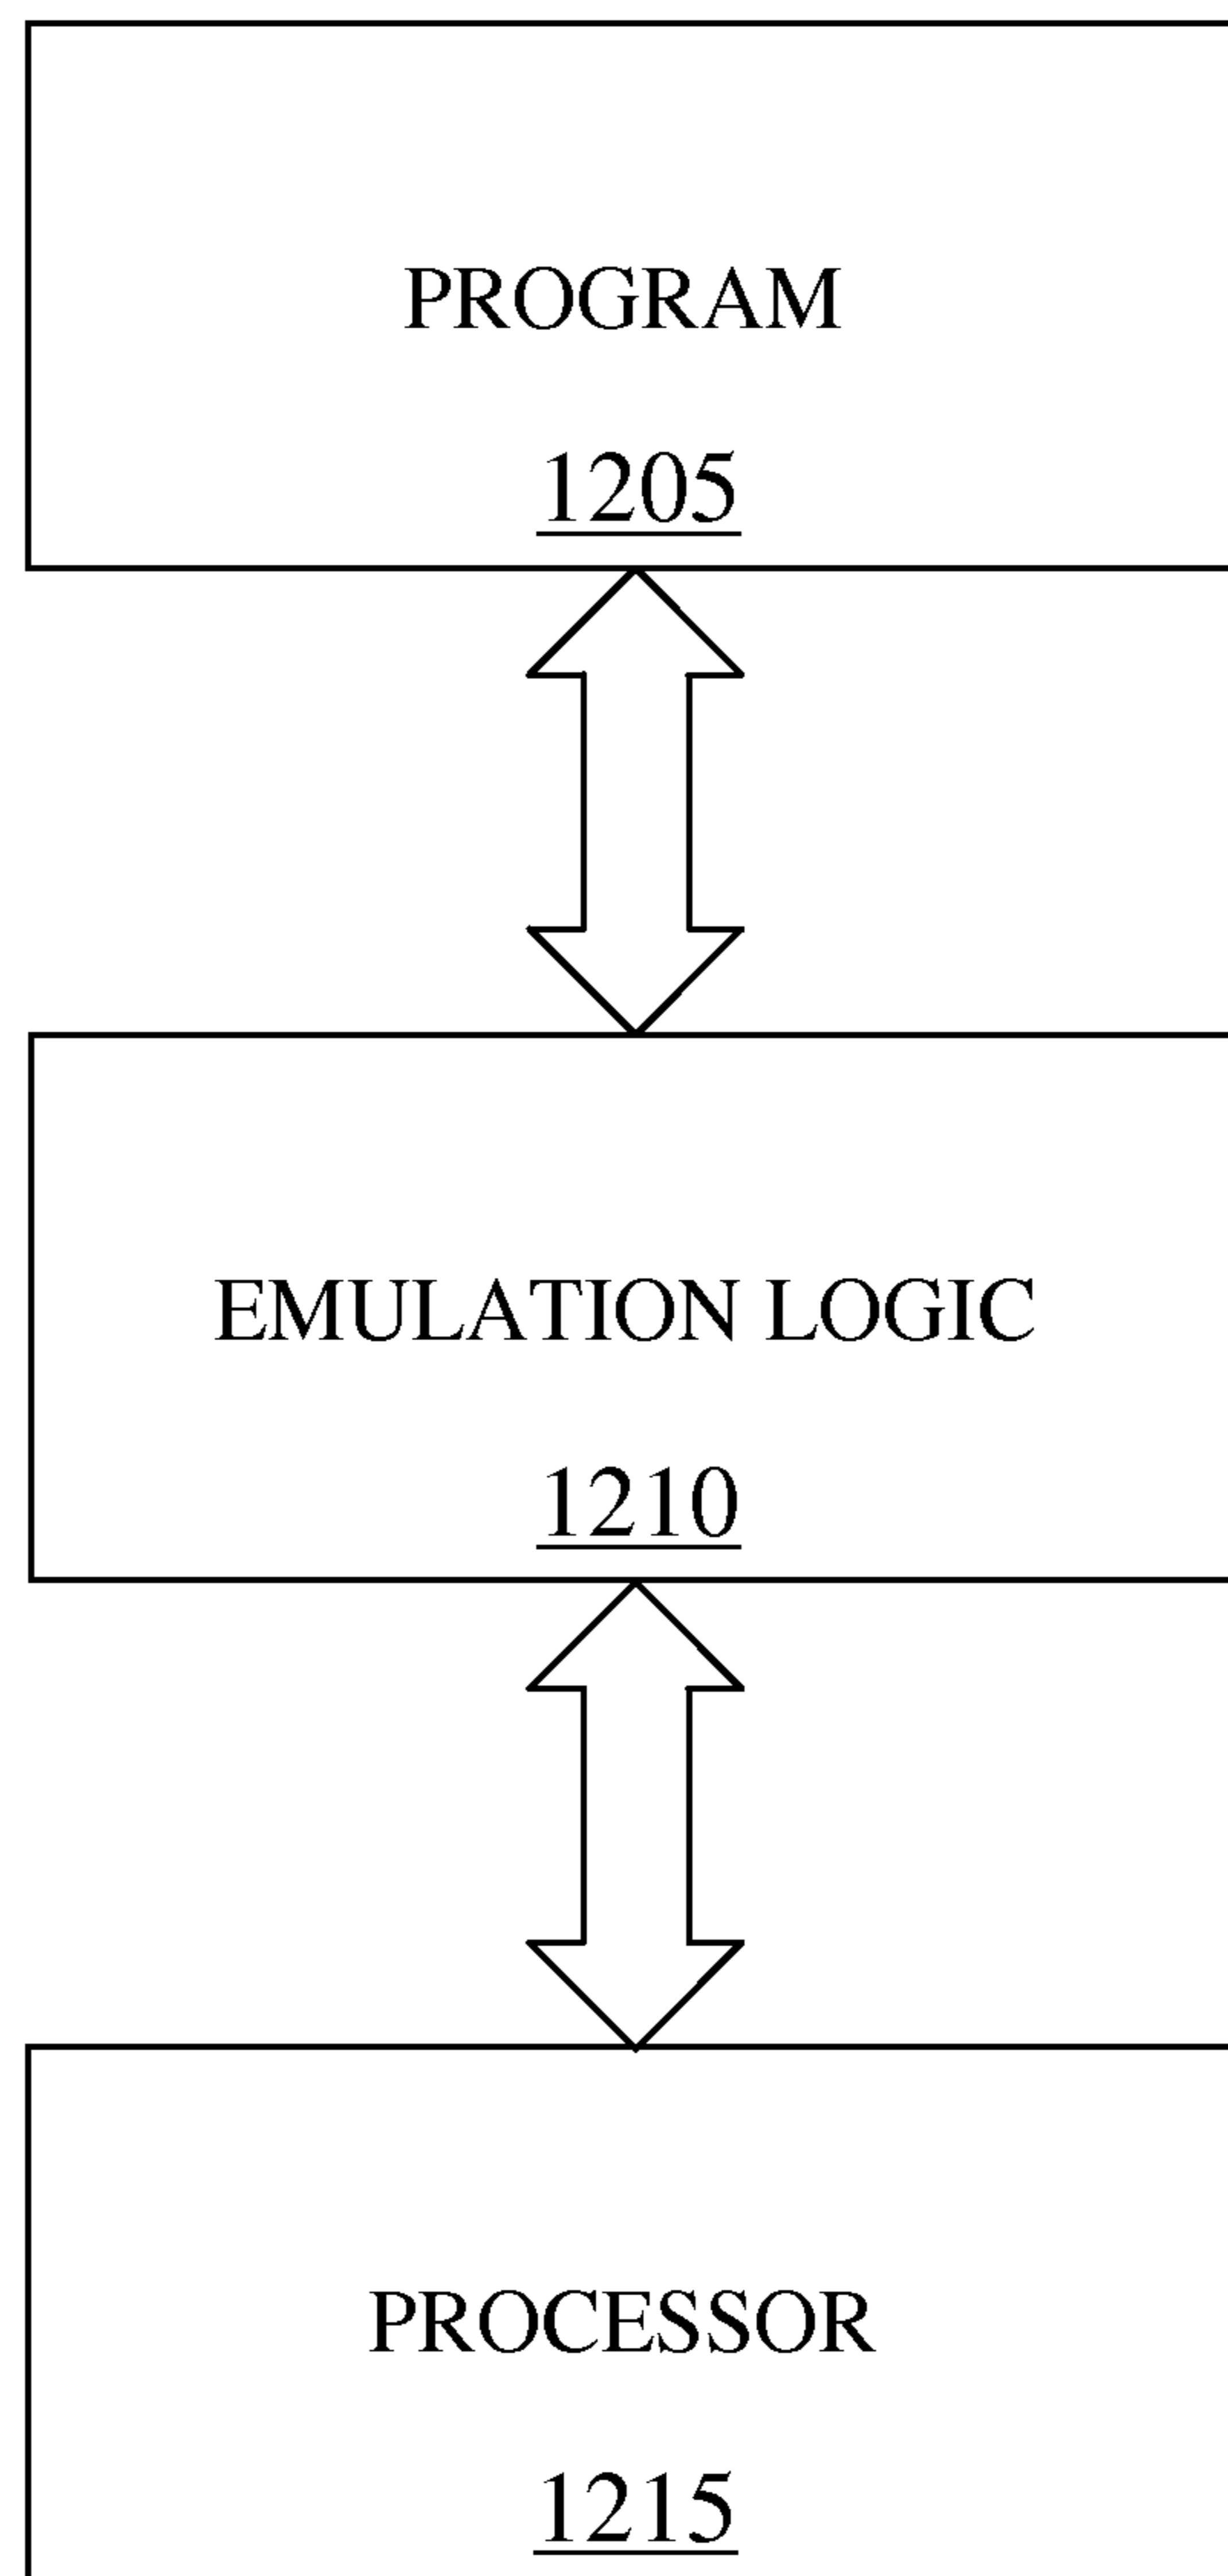 PROGRAM
1205
EMULATION LOGIC
1210
PROCESSOR
1215